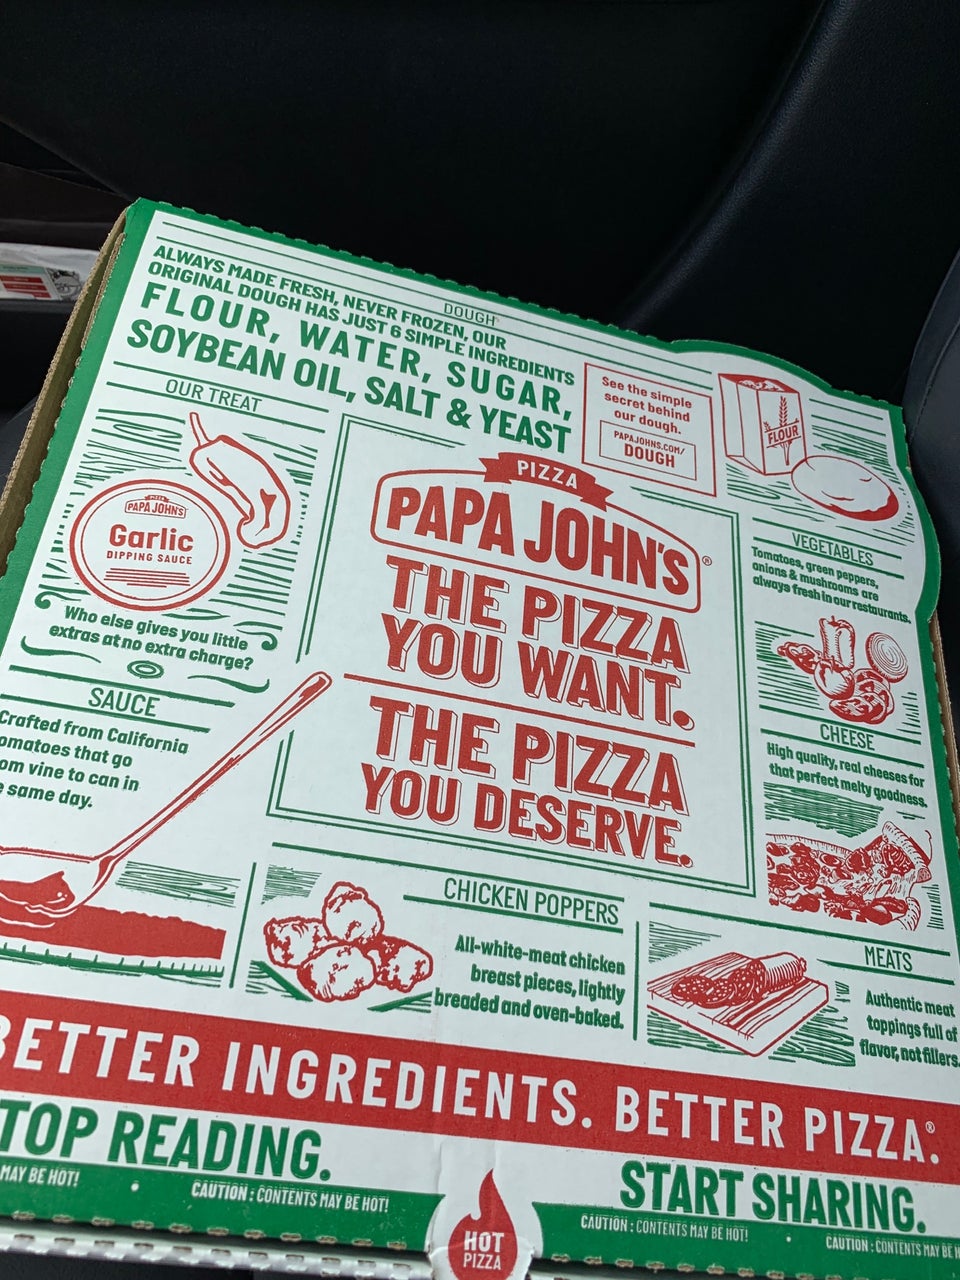 DOUGH
ALWAYS MADE FRESH, NEVER FROZEN, OUR
ORIGINAL DOUGH HAS JUST 6 SIMPLE INGREDIENTS
FLOUR, WATER, SUGAR,
SOYBEAN OIL, SALT & YEAST
See the simple
secret behind
our dough.
PAPAJOHNS.COM/
DOUGH
FLOUR
OUR TREAT
PIZZA
PAPA JOHN'S
Garlic
DIPPING SAUCE
Who else gives you little
extras at no extra charge?
PIZZA
PAPA JOHN'S®
THE PIZZA
YOU WANT.
THE PIZZA
YOU DESERVE.
VEGETABLES
Tomatoes, green peppers,
onions & mushrooms are
always fresh in our restaurants.
SAUCE
Crafted from California
omatoes that go
om vine to can in
e same day.
CHEESE
High quality, real cheeses for
that perfect melty goodness.
CHICKEN POPPERS
All-white-meat chicken
breast pieces, lightly
breaded and oven-baked.
MEATS
Authentic meat
toppings full of
flavor, not fillers.
BETTER INGREDIENTS. BETTER PIZZA.®
TOP READING.
START SHARING.
MAY BE HOT! • CAUTION: CONTENTS MAY BE HOT!
CAUTION: CONTENTS MAY BE HOT! • CAUTION: CONTENTS MAY BE H
HOT
PIZZA